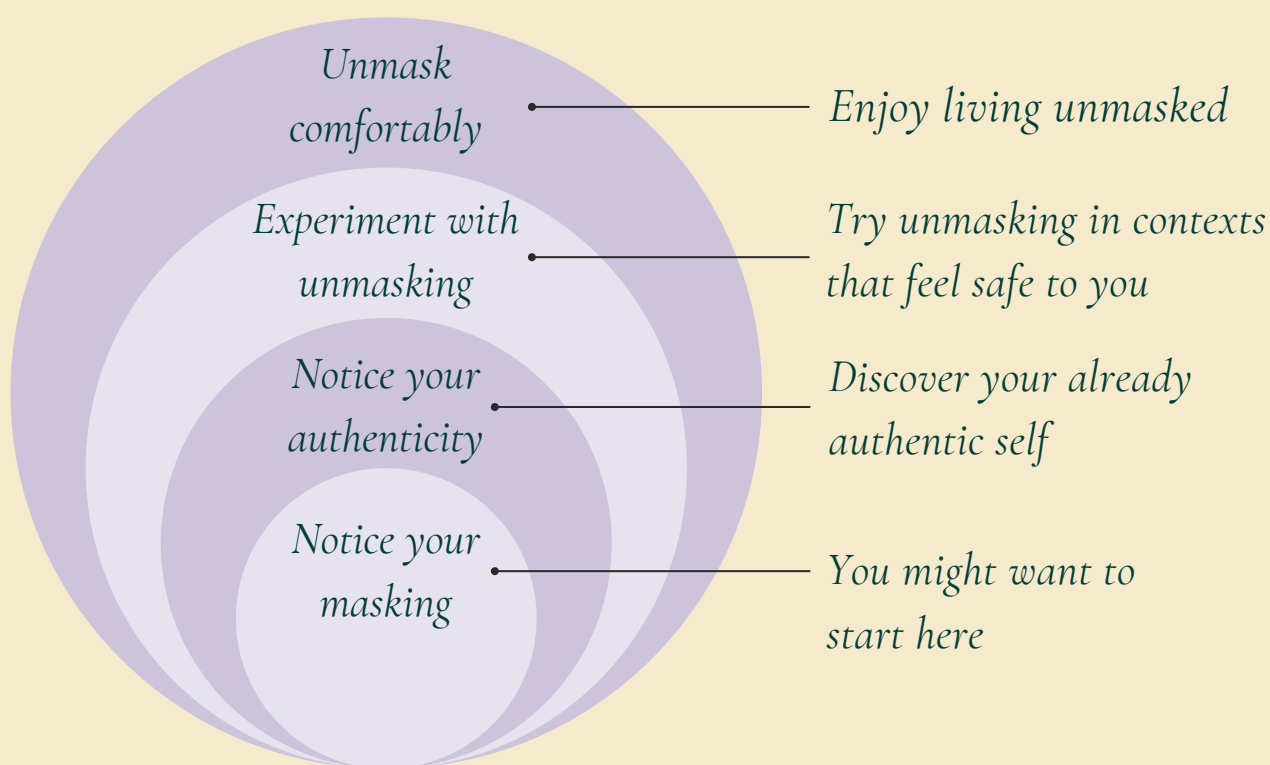 Unmask
comfortably
Enjoy living unmasked
Experiment with
unmasking
Try unmasking in contexts
that feel safe to you
Notice your
authenticity
Discover your already
authentic self
Notice your
masking
You might want to
start here